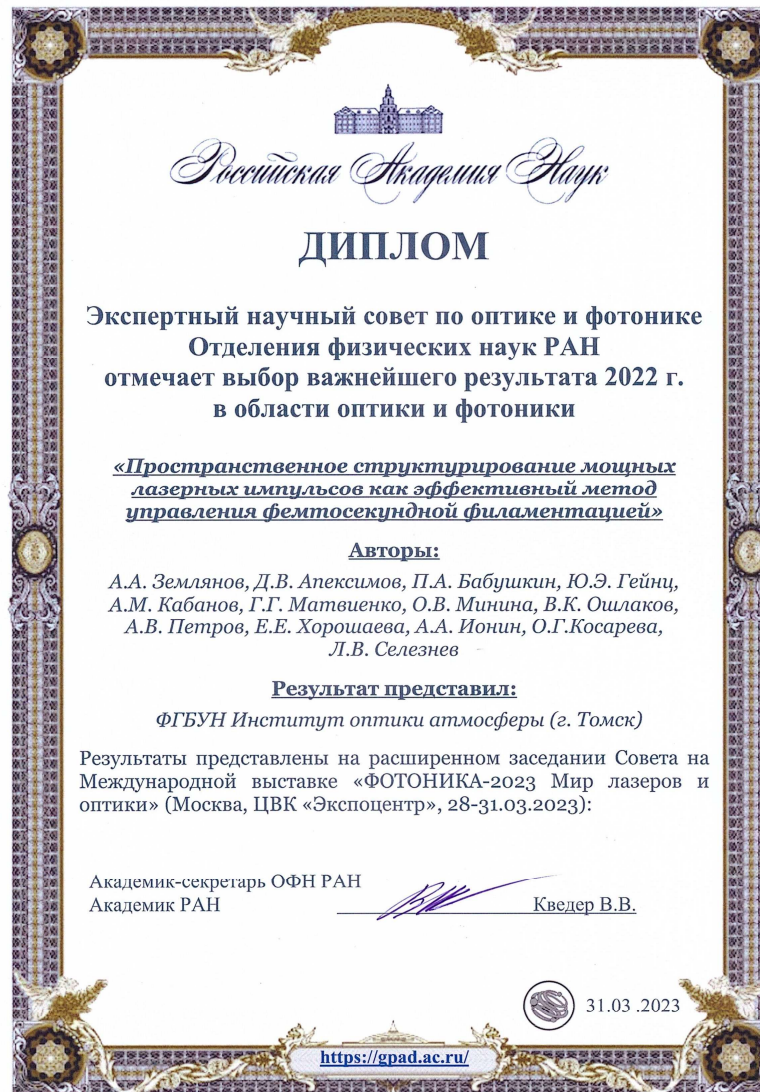 Российская Академия Наук
ДИПЛОМ
Экспертный научный совет по оптике и фотонике
Отделения физических наук РАН
отмечает выбор важнейшего результата 2022 г.
в области оптики и фотоники
«Пространственное структурирование мощных
лазерных импульсов как эффективный метод
управления фемтосекундной филаментацией»
Авторы:
А.А. Землянов, Д.В. Апексимов, П.А. Бабушкин, Ю.Э. Гейнц,
А.М. Кабанов, Г.Г. Матвиенко, О.В. Минина, В.К. Ошлаков,
А.В. Петров, Е.Е. Хорошаева, А.А. Ионин, О.Г.Косарева,
Л.В. Селезнев
Результат представил:
ФГБУН Институт оптики атмосферы (г. Томск)
Результаты представлены на расширенном заседании Совета на
Международной выставке «ФОТОНИКА-2023 Мир лазеров и
оптики» (Москва, ЦВК «Экспоцентр», 28-31.03.2023):
Академик-секретарь ОФН РАН
Академик РАН Кведер В.В.
31.03 .2023
https://gpad.ac.ru/